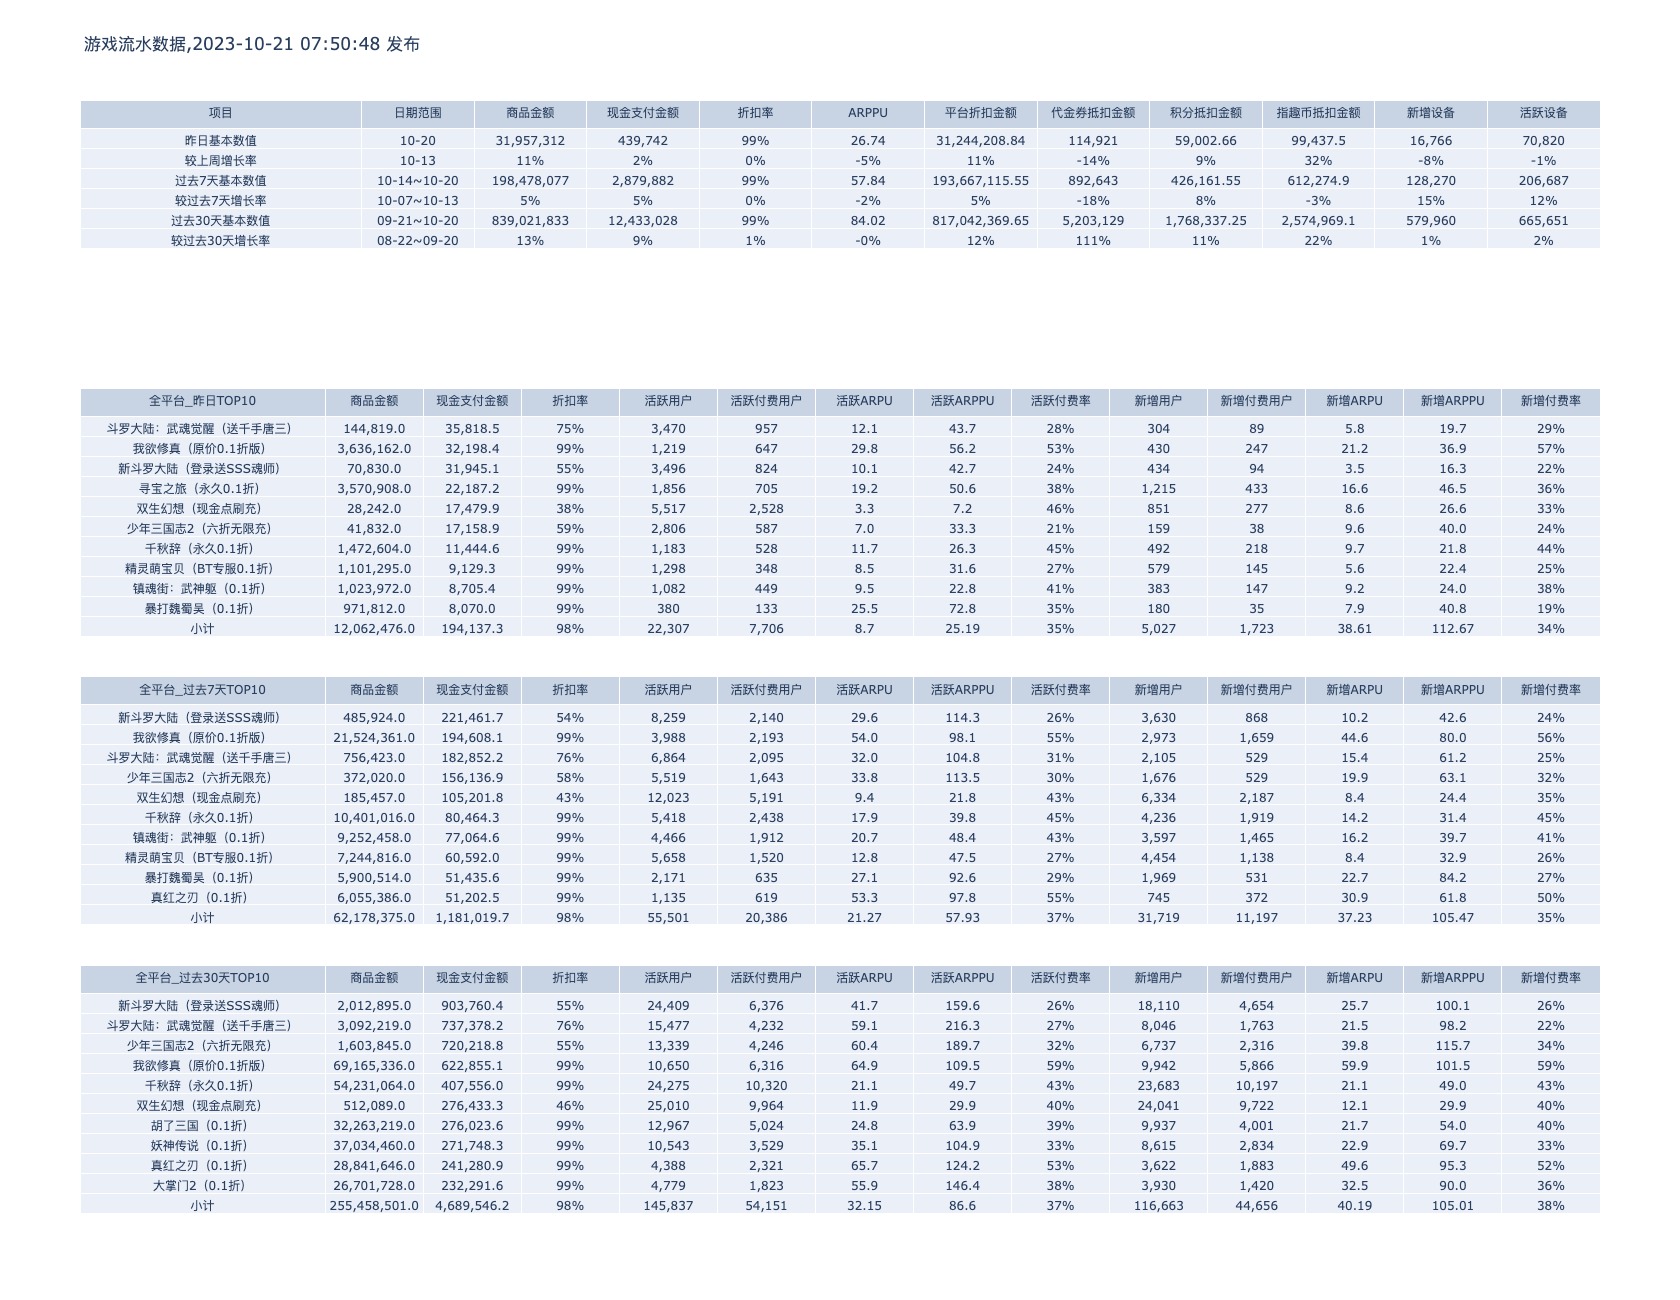 游戏流水数据,2023-10-21 07:50:48 发布
项目 日期范围 商品金额 现金支付金额 折扣率 ARPPU 平台折扣金额 代金券抵扣金额 积分抵扣金额 指趣币抵扣金额 新增设备 活跃设备
昨日基本数值 10-20 31,957,312 439,742 99% 26.74 31,244,208.84 114,921 59,002.66 99,437.5 16,766 70,820
较上周增长率 10-13 11% 2% 0% -5% 11% -14% 9% 32% -8% -1%
过去7天基本数值 10-14~10-20 198,478,077 2,879,882 99% 57.84 193,667,115.55 892,643 426,161.55 612,274.9 128,270 206,687
较过去7天增长率 10-07~10-13 5% 5% 0% -2% 5% -18% 8% -3% 15% 12%
过去30天基本数值 09-21~10-20 839,021,833 12,433,028 99% 84.02 817,042,369.65 5,203,129 1,768,337.25 2,574,969.1 579,960 665,651
较过去30天增长率 08-22~09-20 13% 9% 1% -0% 12% 111% 11% 22% 1% 2%
全平台_昨日TOP10 商品金额 现金支付金额 折扣率 活跃用户 活跃付费用户 活跃ARPU 活跃ARPPU 活跃付费率 新增用户 新增付费用户 新增ARPU 新增ARPPU 新增付费率
斗罗大陆：武魂觉醒（送千手唐三） 144,819.0 35,818.5 75% 3,470 957 12.1 43.7 28% 304 89 5.8 19.7 29%
我欲修真（原价0.1折版） 3,636,162.0 32,198.4 99% 1,219 647 29.8 56.2 53% 430 247 21.2 36.9 57%
新斗罗大陆（登录送SSS魂师） 70,830.0 31,945.1 55% 3,496 824 10.1 42.7 24% 434 94 3.5 16.3 22%
寻宝之旅（永久0.1折） 3,570,908.0 22,187.2 99% 1,856 705 19.2 50.6 38% 1,215 433 16.6 46.5 36%
双生幻想（现金点刷充） 28,242.0 17,479.9 38% 5,517 2,528 3.3 7.2 46% 851 277 8.6 26.6 33%
少年三国志2（六折无限充） 41,832.0 17,158.9 59% 2,806 587 7.0 33.3 21% 159 38 9.6 40.0 24%
千秋辞（永久0.1折） 1,472,604.0 11,444.6 99% 1,183 528 11.7 26.3 45% 492 218 9.7 21.8 44%
精灵萌宝贝（BT专服0.1折） 1,101,295.0 9,129.3 99% 1,298 348 8.5 31.6 27% 579 145 5.6 22.4 25%
镇魂街：武神躯（0.1折） 1,023,972.0 8,705.4 99% 1,082 449 9.5 22.8 41% 383 147 9.2 24.0 38%
暴打魏蜀吴（0.1折） 971,812.0 8,070.0 99% 380 133 25.5 72.8 35% 180 35 7.9 40.8 19%
小计 12,062,476.0 194,137.3 98% 22,307 7,706 8.7 25.19 35% 5,027 1,723 38.61 112.67 34%
全平台_过去7天TOP10 商品金额 现金支付金额 折扣率 活跃用户 活跃付费用户 活跃ARPU 活跃ARPPU 活跃付费率 新增用户 新增付费用户 新增ARPU 新增ARPPU 新增付费率
新斗罗大陆（登录送SSS魂师） 485,924.0 221,461.7 54% 8,259 2,140 29.6 114.3 26% 3,630 868 10.2 42.6 24%
我欲修真（原价0.1折版） 21,524,361.0 194,608.1 99% 3,988 2,193 54.0 98.1 55% 2,973 1,659 44.6 80.0 56%
斗罗大陆：武魂觉醒（送千手唐三） 756,423.0 182,852.2 76% 6,864 2,095 32.0 104.8 31% 2,105 529 15.4 61.2 25%
少年三国志2（六折无限充） 372,020.0 156,136.9 58% 5,519 1,643 33.8 113.5 30% 1,676 529 19.9 63.1 32%
双生幻想（现金点刷充） 185,457.0 105,201.8 43% 12,023 5,191 9.4 21.8 43% 6,334 2,187 8.4 24.4 35%
千秋辞（永久0.1折） 10,401,016.0 80,464.3 99% 5,418 2,438 17.9 39.8 45% 4,236 1,919 14.2 31.4 45%
镇魂街：武神躯（0.1折） 9,252,458.0 77,064.6 99% 4,466 1,912 20.7 48.4 43% 3,597 1,465 16.2 39.7 41%
精灵萌宝贝（BT专服0.1折） 7,244,816.0 60,592.0 99% 5,658 1,520 12.8 47.5 27% 4,454 1,138 8.4 32.9 26%
暴打魏蜀吴（0.1折） 5,900,514.0 51,435.6 99% 2,171 635 27.1 92.6 29% 1,969 531 22.7 84.2 27%
真红之刃（0.1折） 6,055,386.0 51,202.5 99% 1,135 619 53.3 97.8 55% 745 372 30.9 61.8 50%
小计 62,178,375.0 1,181,019.7 98% 55,501 20,386 21.27 57.93 37% 31,719 11,197 37.23 105.47 35%
全平台_过去30天TOP10 商品金额 现金支付金额 折扣率 活跃用户 活跃付费用户 活跃ARPU 活跃ARPPU 活跃付费率 新增用户 新增付费用户 新增ARPU 新增ARPPU 新增付费率
新斗罗大陆（登录送SSS魂师） 2,012,895.0 903,760.4 55% 24,409 6,376 41.7 159.6 26% 18,110 4,654 25.7 100.1 26%
斗罗大陆：武魂觉醒（送千手唐三） 3,092,219.0 737,378.2 76% 15,477 4,232 59.1 216.3 27% 8,046 1,763 21.5 98.2 22%
少年三国志2（六折无限充） 1,603,845.0 720,218.8 55% 13,339 4,246 60.4 189.7 32% 6,737 2,316 39.8 115.7 34%
我欲修真（原价0.1折版） 69,165,336.0 622,855.1 99% 10,650 6,316 64.9 109.5 59% 9,942 5,866 59.9 101.5 59%
千秋辞（永久0.1折） 54,231,064.0 407,556.0 99% 24,275 10,320 21.1 49.7 43% 23,683 10,197 21.1 49.0 43%
双生幻想（现金点刷充） 512,089.0 276,433.3 46% 25,010 9,964 11.9 29.9 40% 24,041 9,722 12.1 29.9 40%
胡了三国（0.1折） 32,263,219.0 276,023.6 99% 12,967 5,024 24.8 63.9 39% 9,937 4,001 21.7 54.0 40%
妖神传说（0.1折） 37,034,460.0 271,748.3 99% 10,543 3,529 35.1 104.9 33% 8,615 2,834 22.9 69.7 33%
真红之刃（0.1折） 28,841,646.0 241,280.9 99% 4,388 2,321 65.7 124.2 53% 3,622 1,883 49.6 95.3 52%
大掌门2（0.1折） 26,701,728.0 232,291.6 99% 4,779 1,823 55.9 146.4 38% 3,930 1,420 32.5 90.0 36%
小计 255,458,501.0 4,689,546.2 98% 145,837 54,151 32.15 86.6 37% 116,663 44,656 40.19 105.01 38%